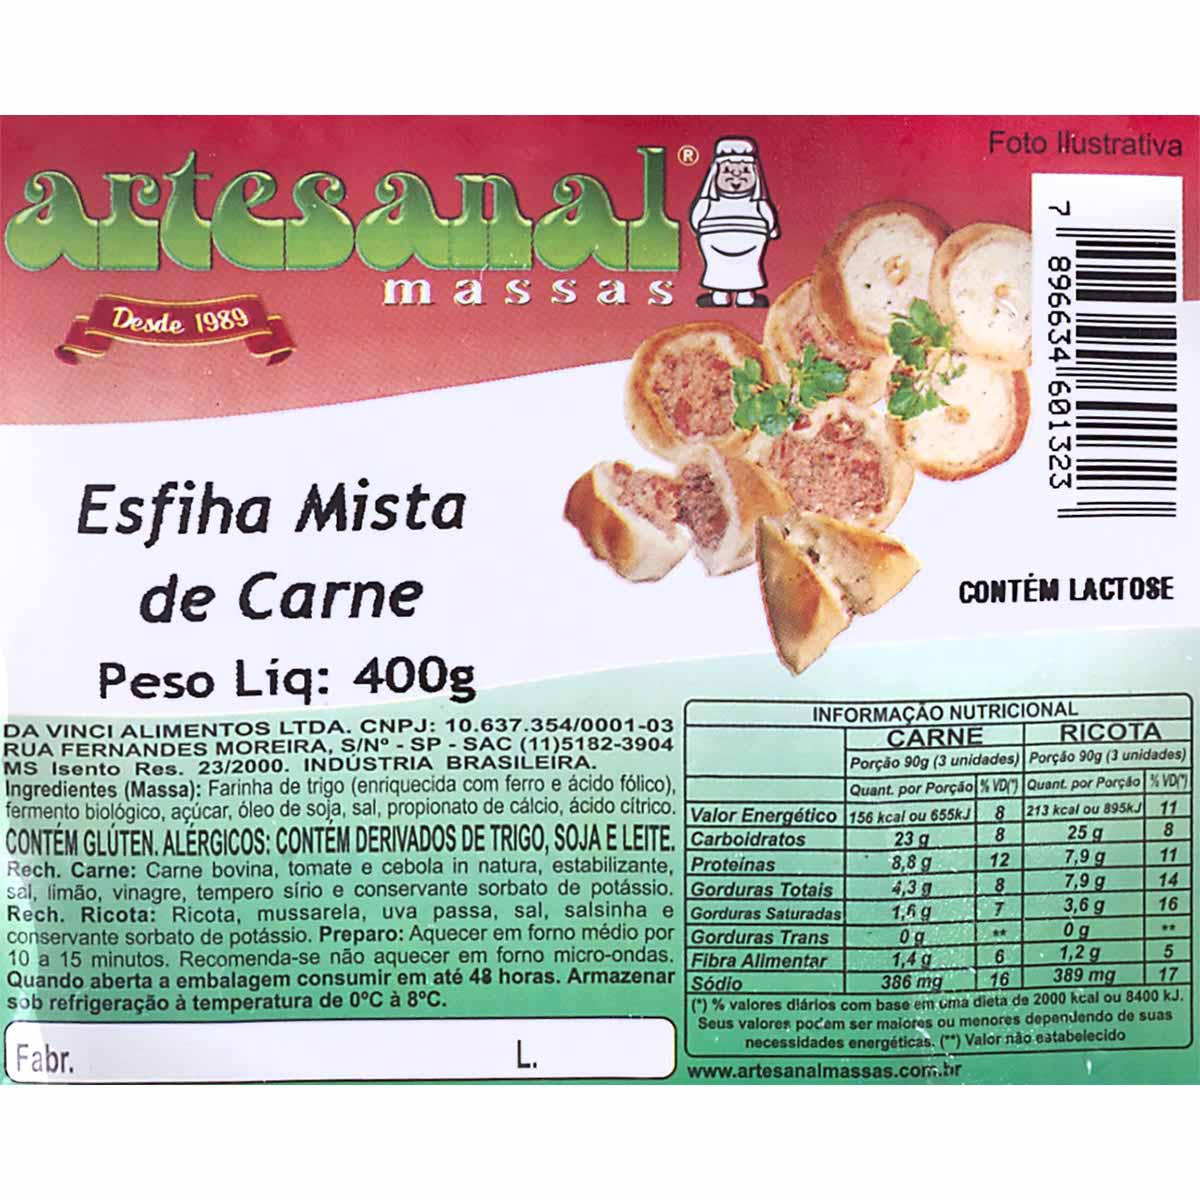 Foto Ilustrativa
artesanal®
massas
Desde 1989
7 896634 601323
Esfiha Mista
de Carne
Peso Líq: 400g
CONTÉM LACTOSE
DA VINCI ALIMENTOS LTDA. CNPJ: 10.637.354/0001-03
RUA FERNANDES MOREIRA, S/Nº - SP - SAC (11)5182-3904
MS Isento Res. 23/2000. INDÚSTRIA BRASILEIRA.
Ingredientes (Massa): Farinha de trigo (enriquecida com ferro e ácido fólico),
fermento biológico, açúcar, óleo de soja, sal, propionato de cálcio, ácido cítrico.
CONTÉM GLÚTEN. ALÉRGICOS: CONTÉM DERIVADOS DE TRIGO, SOJA E LEITE.
Rech. Carne: Carne bovina, tomate e cebola in natura, estabilizante,
sal, limão, vinagre, tempero sírio e conservante sorbato de potássio.
Rech. Ricota: Ricota, mussarela, uva passa, sal, salsinha e
conservante sorbato de potássio. Preparo: Aquecer em forno médio por
10 a 15 minutos. Recomenda-se não aquecer em forno micro-ondas.
Quando aberta a embalagem consumir em até 48 horas. Armazenar
sob refrigeração à temperatura de 0ºC à 8ºC.
Fabr. L.
INFORMAÇÃO NUTRICIONAL
CARNE RICOTA
Porção 90g (3 unidades) Porção 90g (3 unidades)
Quant. por Porção % VD(*) Quant. por Porção % VD(*)
Valor Energético 156 kcal ou 655kJ 8 213 kcal ou 895kJ 11
Carboidratos 23 g 8 25 g 8
Proteínas 8,8 g 12 7,9 g 11
Gorduras Totais 4,3 g 8 7,9 g 14
Gorduras Saturadas 1,6 g 7 3,6 g 16
Gorduras Trans 0 g ** 0 g **
Fibra Alimentar 1,4 g 6 1,2 g 5
Sódio 386 mg 16 389 mg 17
(*) % valores diários com base em uma dieta de 2000 kcal ou 8400 kJ.
Seus valores podem ser maiores ou menores dependendo de suas
necessidades energéticas. (**) Valor não estabelecido
www.artesanalmassas.com.br